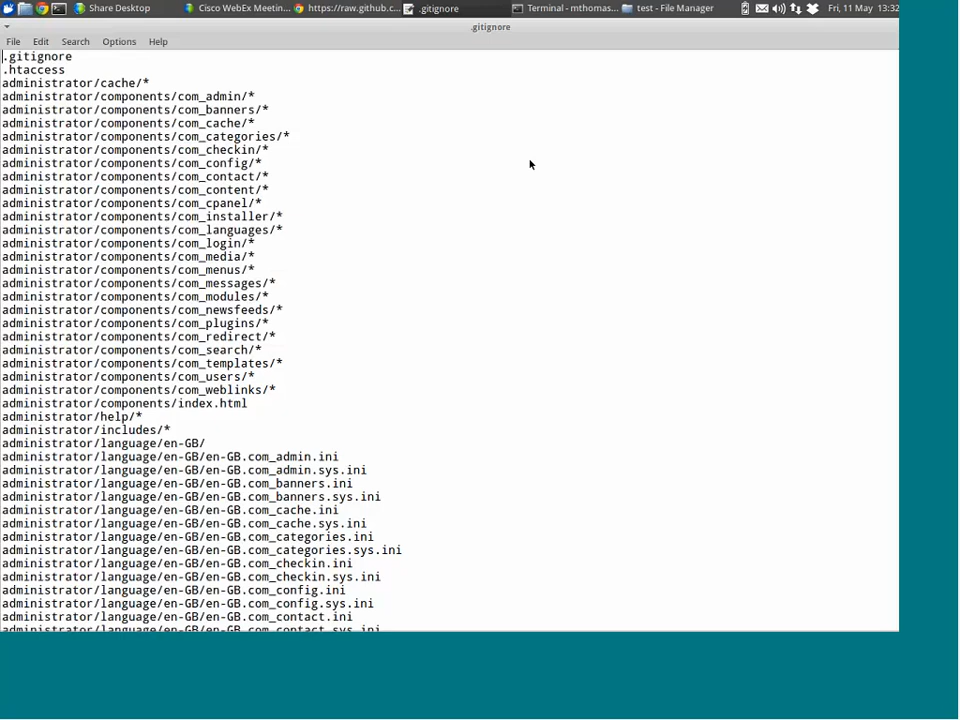 Share Desktop
Cisco WebEx Meetin...
https://raw.github.c...
.gitignore
Terminal - mthomas...
test - File Manager
Fri, 11 May 13:32
.gitignore
File Edit Search Options Help
.gitignore
.htaccess
administrator/cache/*
administrator/components/com_admin/*
administrator/components/com_banners/*
administrator/components/com_cache/*
administrator/components/com_categories/*
administrator/components/com_checkin/*
administrator/components/com_config/*
administrator/components/com_contact/*
administrator/components/com_content/*
administrator/components/com_cpanel/*
administrator/components/com_installer/*
administrator/components/com_languages/*
administrator/components/com_login/*
administrator/components/com_media/*
administrator/components/com_menus/*
administrator/components/com_messages/*
administrator/components/com_modules/*
administrator/components/com_newsfeeds/*
administrator/components/com_plugins/*
administrator/components/com_redirect/*
administrator/components/com_search/*
administrator/components/com_templates/*
administrator/components/com_users/*
administrator/components/com_weblinks/*
administrator/components/index.html
administrator/help/*
administrator/includes/*
administrator/language/en-GB/
administrator/language/en-GB/en-GB.com_admin.ini
administrator/language/en-GB/en-GB.com_admin.sys.ini
administrator/language/en-GB/en-GB.com_banners.ini
administrator/language/en-GB/en-GB.com_banners.sys.ini
administrator/language/en-GB/en-GB.com_cache.ini
administrator/language/en-GB/en-GB.com_cache.sys.ini
administrator/language/en-GB/en-GB.com_categories.ini
administrator/language/en-GB/en-GB.com_categories.sys.ini
administrator/language/en-GB/en-GB.com_checkin.ini
administrator/language/en-GB/en-GB.com_checkin.sys.ini
administrator/language/en-GB/en-GB.com_config.ini
administrator/language/en-GB/en-GB.com_config.sys.ini
administrator/language/en-GB/en-GB.com_contact.ini
administrator/language/en-GB/en-GB.com_contact.sys.ini